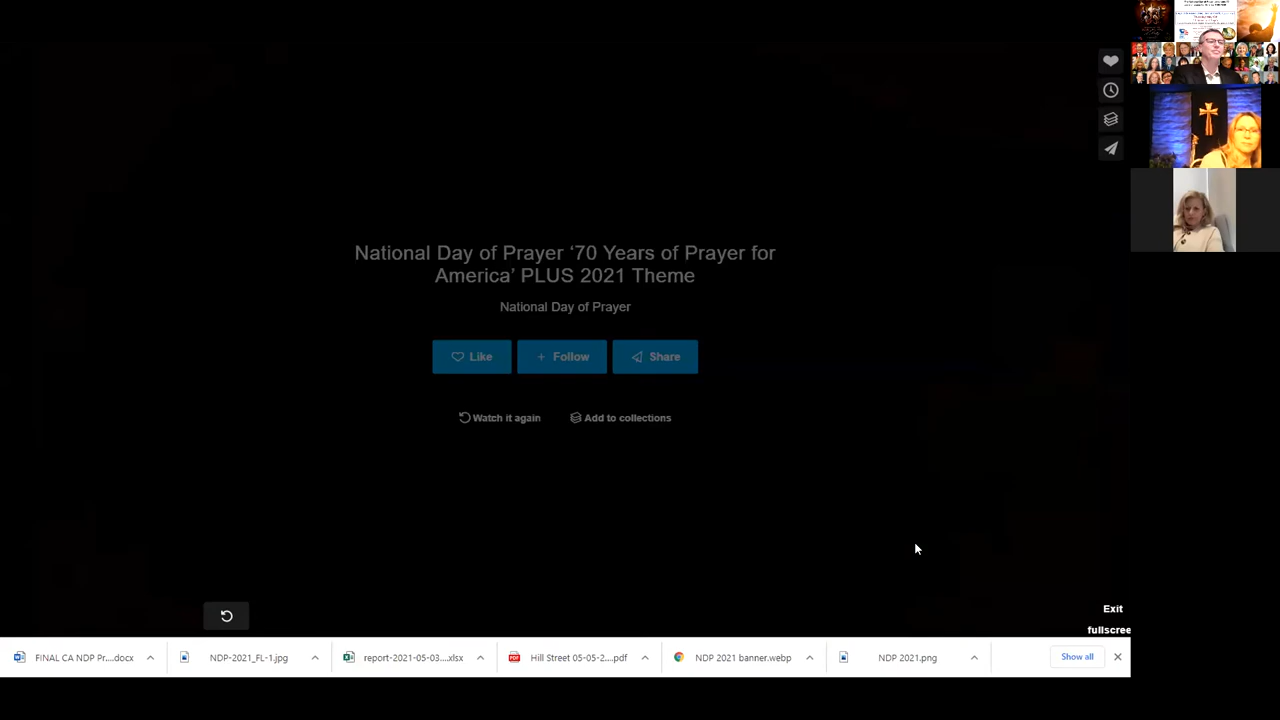 National Day of Prayer ‘70 Years of Prayer for
America’ PLUS 2021 Theme
National Day of Prayer
Like
Follow
Share
Watch it again
Add to collections
Exit
fullscree
FINAL CA NDP Pr....docx
NDP-2021_FL-1.jpg
report-2021-05-03....xlsx
Hill Street 05-05-2....pdf
NDP 2021 banner.webp
NDP 2021.png
Show all